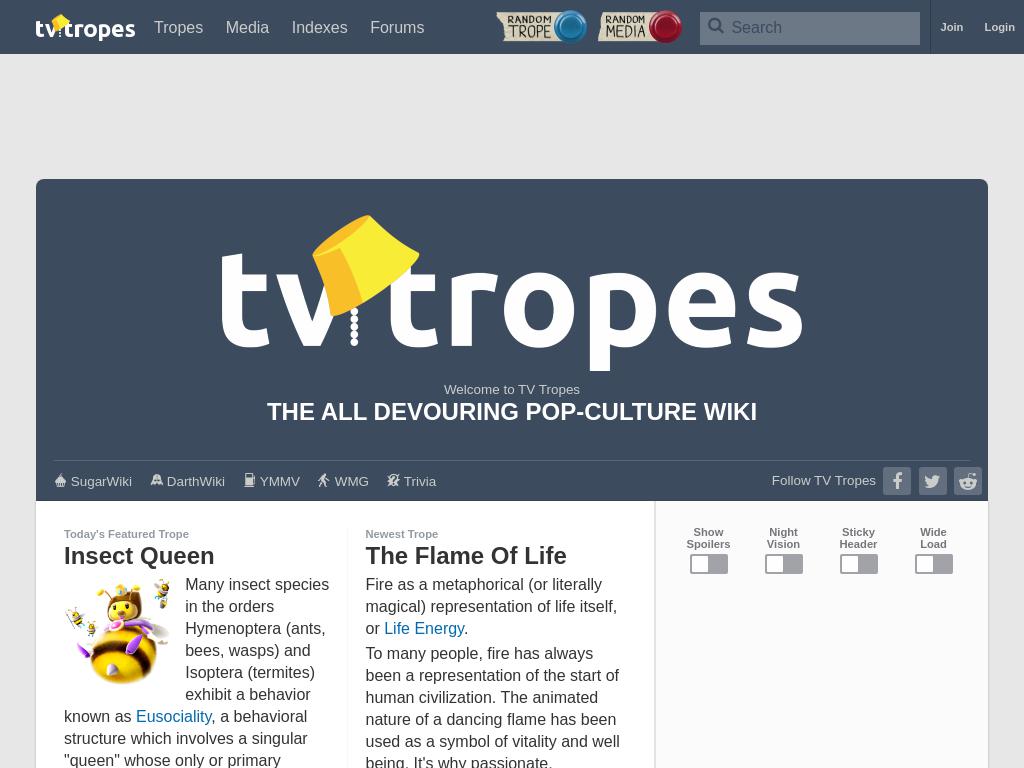 tvtropes Tropes Media Indexes Forums RANDOM TROPE RANDOM MEDIA Search Join Login
tvtropes
Welcome to TV Tropes
THE ALL DEVOURING POP-CULTURE WIKI
SugarWiki DarthWiki YMMV WMG Trivia Follow TV Tropes
Today's Featured Trope
Insect Queen
Many insect species
in the orders
Hymenoptera (ants,
bees, wasps) and
Isoptera (termites)
exhibit a behavior
known as Eusociality, a behavioral
structure which involves a singular
"queen" whose only or primary
Newest Trope
The Flame Of Life
Fire as a metaphorical (or literally
magical) representation of life itself,
or Life Energy.
To many people, fire has always
been a representation of the start of
human civilization. The animated
nature of a dancing flame has been
used as a symbol of vitality and well
being. It's why passionate,
Show Spoilers
Night Vision
Sticky Header
Wide Load